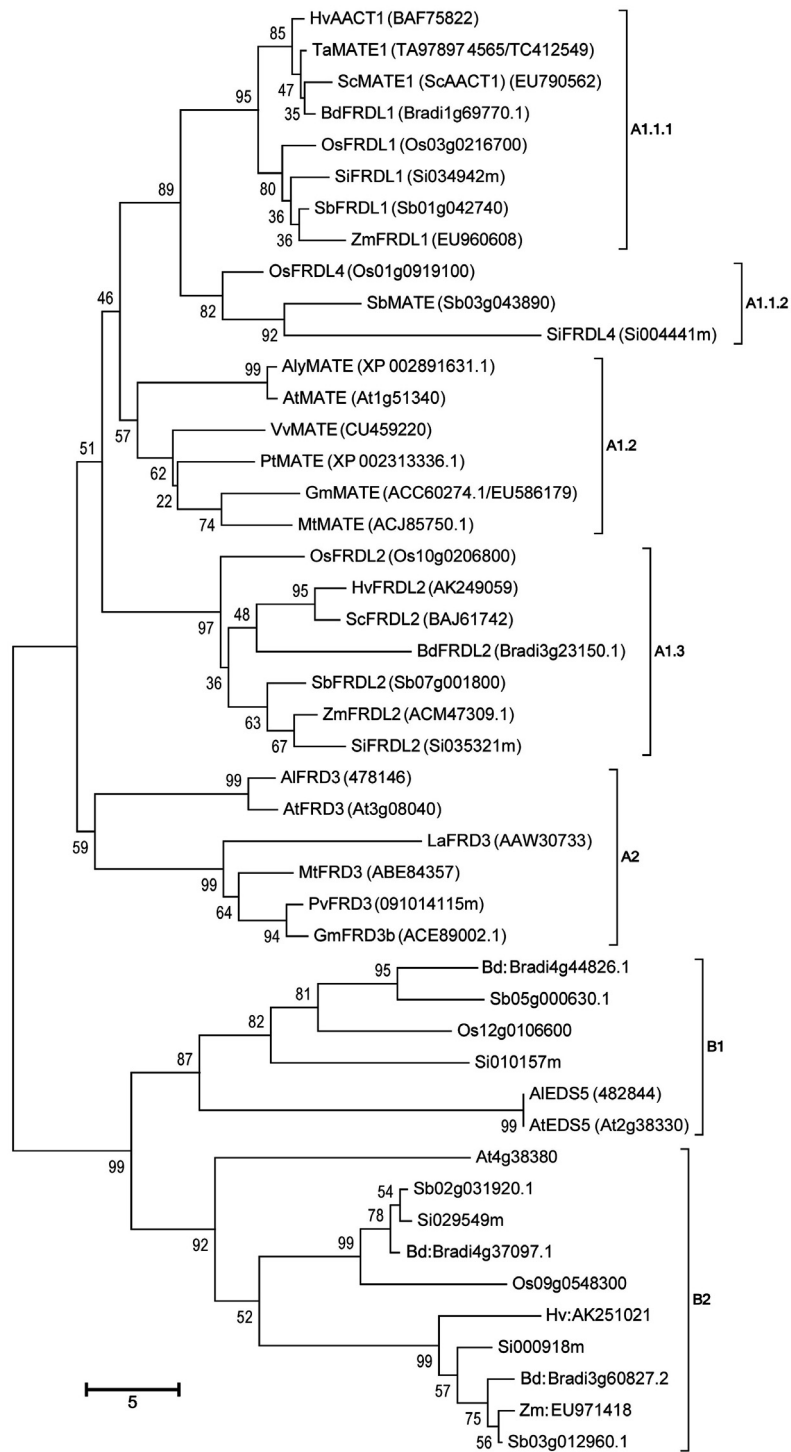 HvAACT1 (BAF75822)
85
TaMATE1 (TA97897 4565/TC412549)
ScMATE1 (ScAACT1) (EU790562)
47
95
35
BdFRDL1 (Bradi1g69770.1)
A1.1.1
OsFRDL1 (Os03g0216700)
SiFRDL1 (Si034942m)
80
89
SbFRDL1 (Sb01g042740)
36
36
ZmFRDL1 (EU960608)
OsFRDL4 (Os01g0919100)
46
SbMATE (Sb03g043890)
A1.1.2
82
92
SiFRDL4 (Si004441m)
99
AlyMATE (XP 002891631.1)
AtMATE (At1g51340)
57
VvMATE (CU459220)
A1.2
51
PtMATE (XP 002313336.1)
62
GmMATE (ACC60274.1/EU586179)
22
74
MtMATE (ACJ85750.1)
OsFRDL2 (Os10g0206800)
95
HvFRDL2 (AK249059)
48
ScFRDL2 (BAJ61742)
97
BdFRDL2 (Bradi3g23150.1)
A1.3
36
SbFRDL2 (Sb07g001800)
63
ZmFRDL2 (ACM47309.1)
67
SiFRDL2 (Si035321m)
99
AlFRD3 (478146)
AtFRD3 (At3g08040)
59
LaFRD3 (AAW30733)
A2
99
MtFRD3 (ABE84357)
64
PvFRD3 (091014115m)
94
GmFRD3b (ACE89002.1)
95
Bd:Bradi4g44826.1
81
Sb05g000630.1
82
Os12g0106600
B1
87
Si010157m
AlEDS5 (482844)
99
AtEDS5 (At2g38330)
99
At4g38380
54
Sb02g031920.1
78
Si029549m
92
99
Bd:Bradi4g37097.1
Os09g0548300
B2
52
Hv:AK251021
Si000918m
99
57
Bd:Bradi3g60827.2
75
Zm:EU971418
56
Sb03g012960.1
5